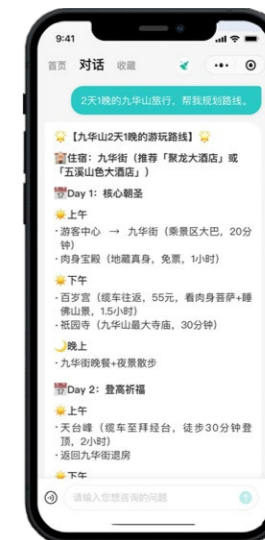 9:41
首页 对话 收藏
2天1晚的九华山旅行，帮我规划路线。
【九华山2天1晚的游玩路线】
住宿：九华街（推荐「聚龙大酒店」或
「五溪山色大酒店」）
Day 1：核心朝圣
上午
·游客中心 → 九华街（乘景区大巴，20分
钟）
·肉身宝殿（地藏真身，免票，1小时）
下午
·百岁宫（缆车往返，55元，看肉身菩萨+睡
佛山景，1.5小时）
·祇园寺（九华山最大寺庙，30分钟）
晚上
·九华街晚餐+夜景散步
Day 2：登高祈福
上午
·天台峰（缆车至拜经台，徒步30分钟登
顶，2小时）
·返回九华街退房
下午
请输入您想咨询的问题